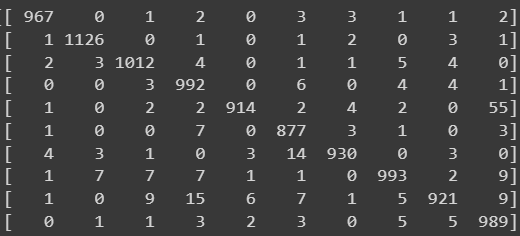 [[ 967 0 1 2 0 3 3 1 1 2]
[ 1 1126 0 1 0 1 2 0 3 1]
[ 2 3 1012 4 0 1 1 5 4 0]
[ 0 0 3 992 0 6 0 4 4 1]
[ 1 0 2 2 914 2 4 2 0 55]
[ 1 0 0 7 0 877 3 1 0 3]
[ 4 3 1 0 3 14 930 0 3 0]
[ 1 7 7 7 1 1 0 993 2 9]
[ 1 0 9 15 6 7 1 5 921 9]
[ 0 1 1 3 2 3 0 5 5 989]